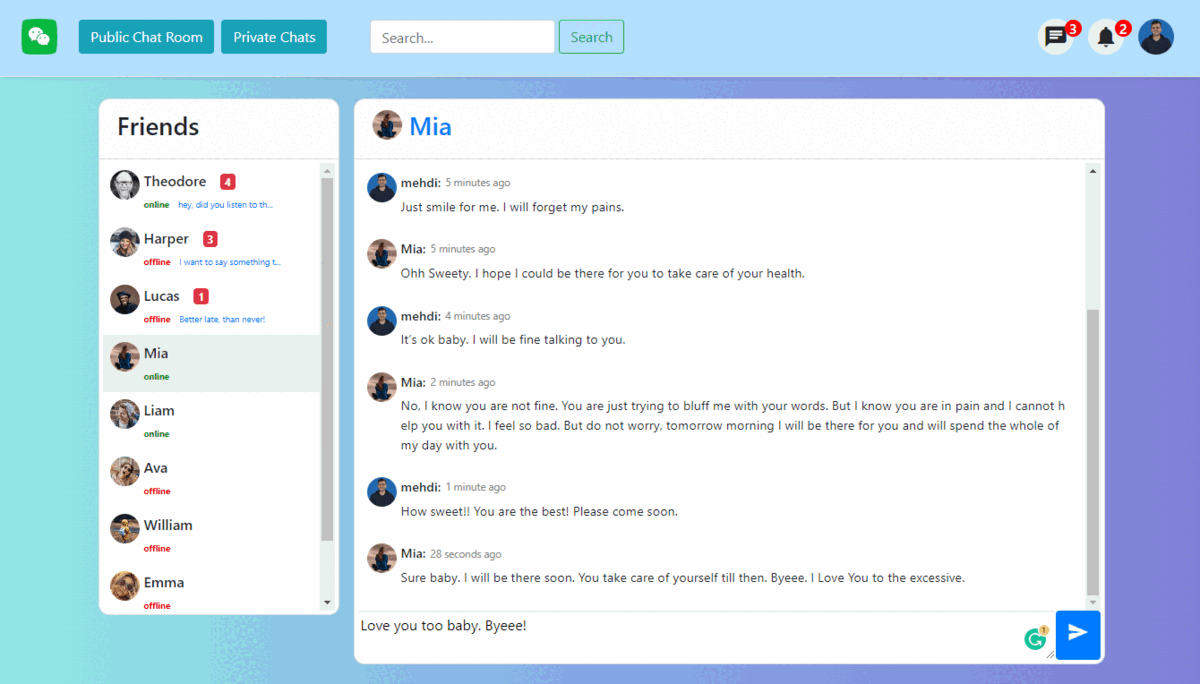 Public Chat Room
Private Chats
Search...
Search
3
2
Friends
Theodore 4
online hey, did you listen to th...
Harper 3
offline I want to say something t...
Lucas 1
offline Better late, than never!
Mia
online
Liam
online
Ava
offline
William
offline
Emma
offline
Mia
mehdi: 5 minutes ago
Just smile for me. I will forget my pains.
Mia: 5 minutes ago
Ohh Sweety. I hope I could be there for you to take care of your health.
mehdi: 4 minutes ago
It's ok baby. I will be fine talking to you.
Mia: 2 minutes ago
No, I know you are not fine. You are just trying to bluff me with your words. But I know you are in pain and I cannot h
elp you with it. I feel so bad. But do not worry, tomorrow morning I will be there for you and will spend the whole of
my day with you.
mehdi: 1 minute ago
How sweet!! You are the best! Please come soon.
Mia: 28 seconds ago
Sure baby. I will be there soon. You take care of yourself till then. Byeee. I Love You to the excessive.
Love you too baby. Byeee!
1